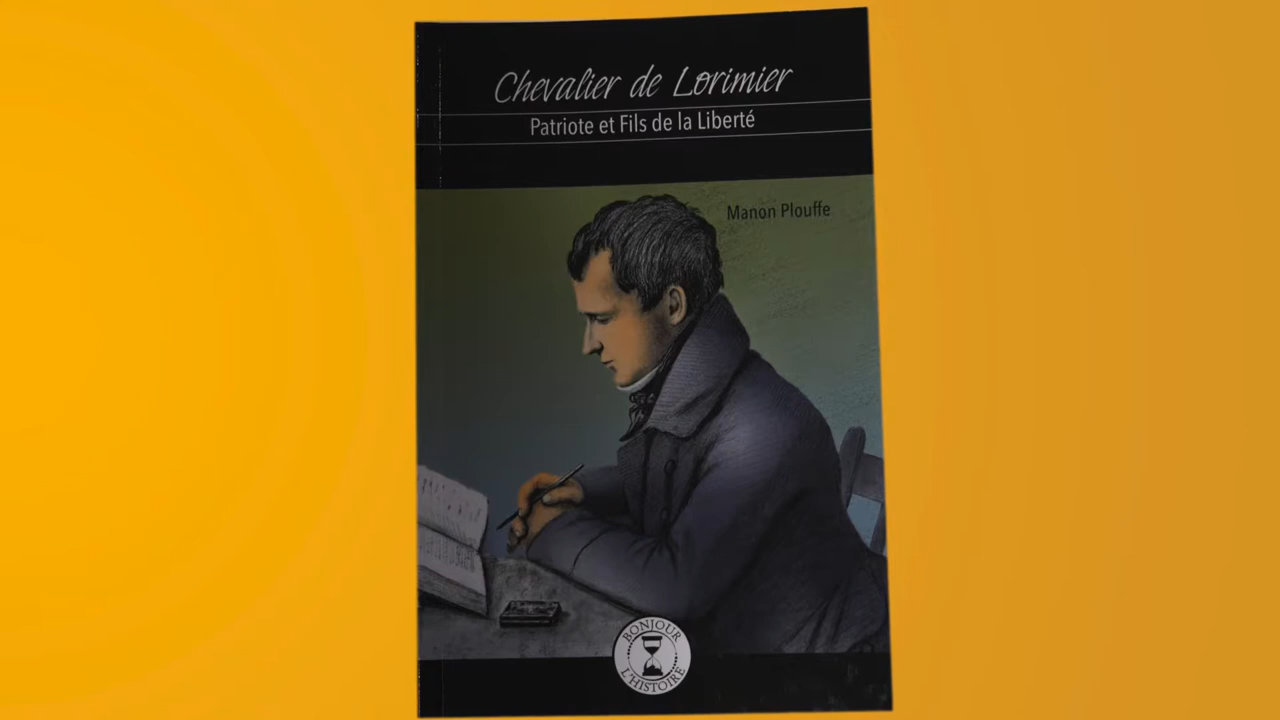 Chevalier de Lorimier
Patriote et Fils de la Liberté
Manon Plouffe
BONJOUR
L'HISTOIRE